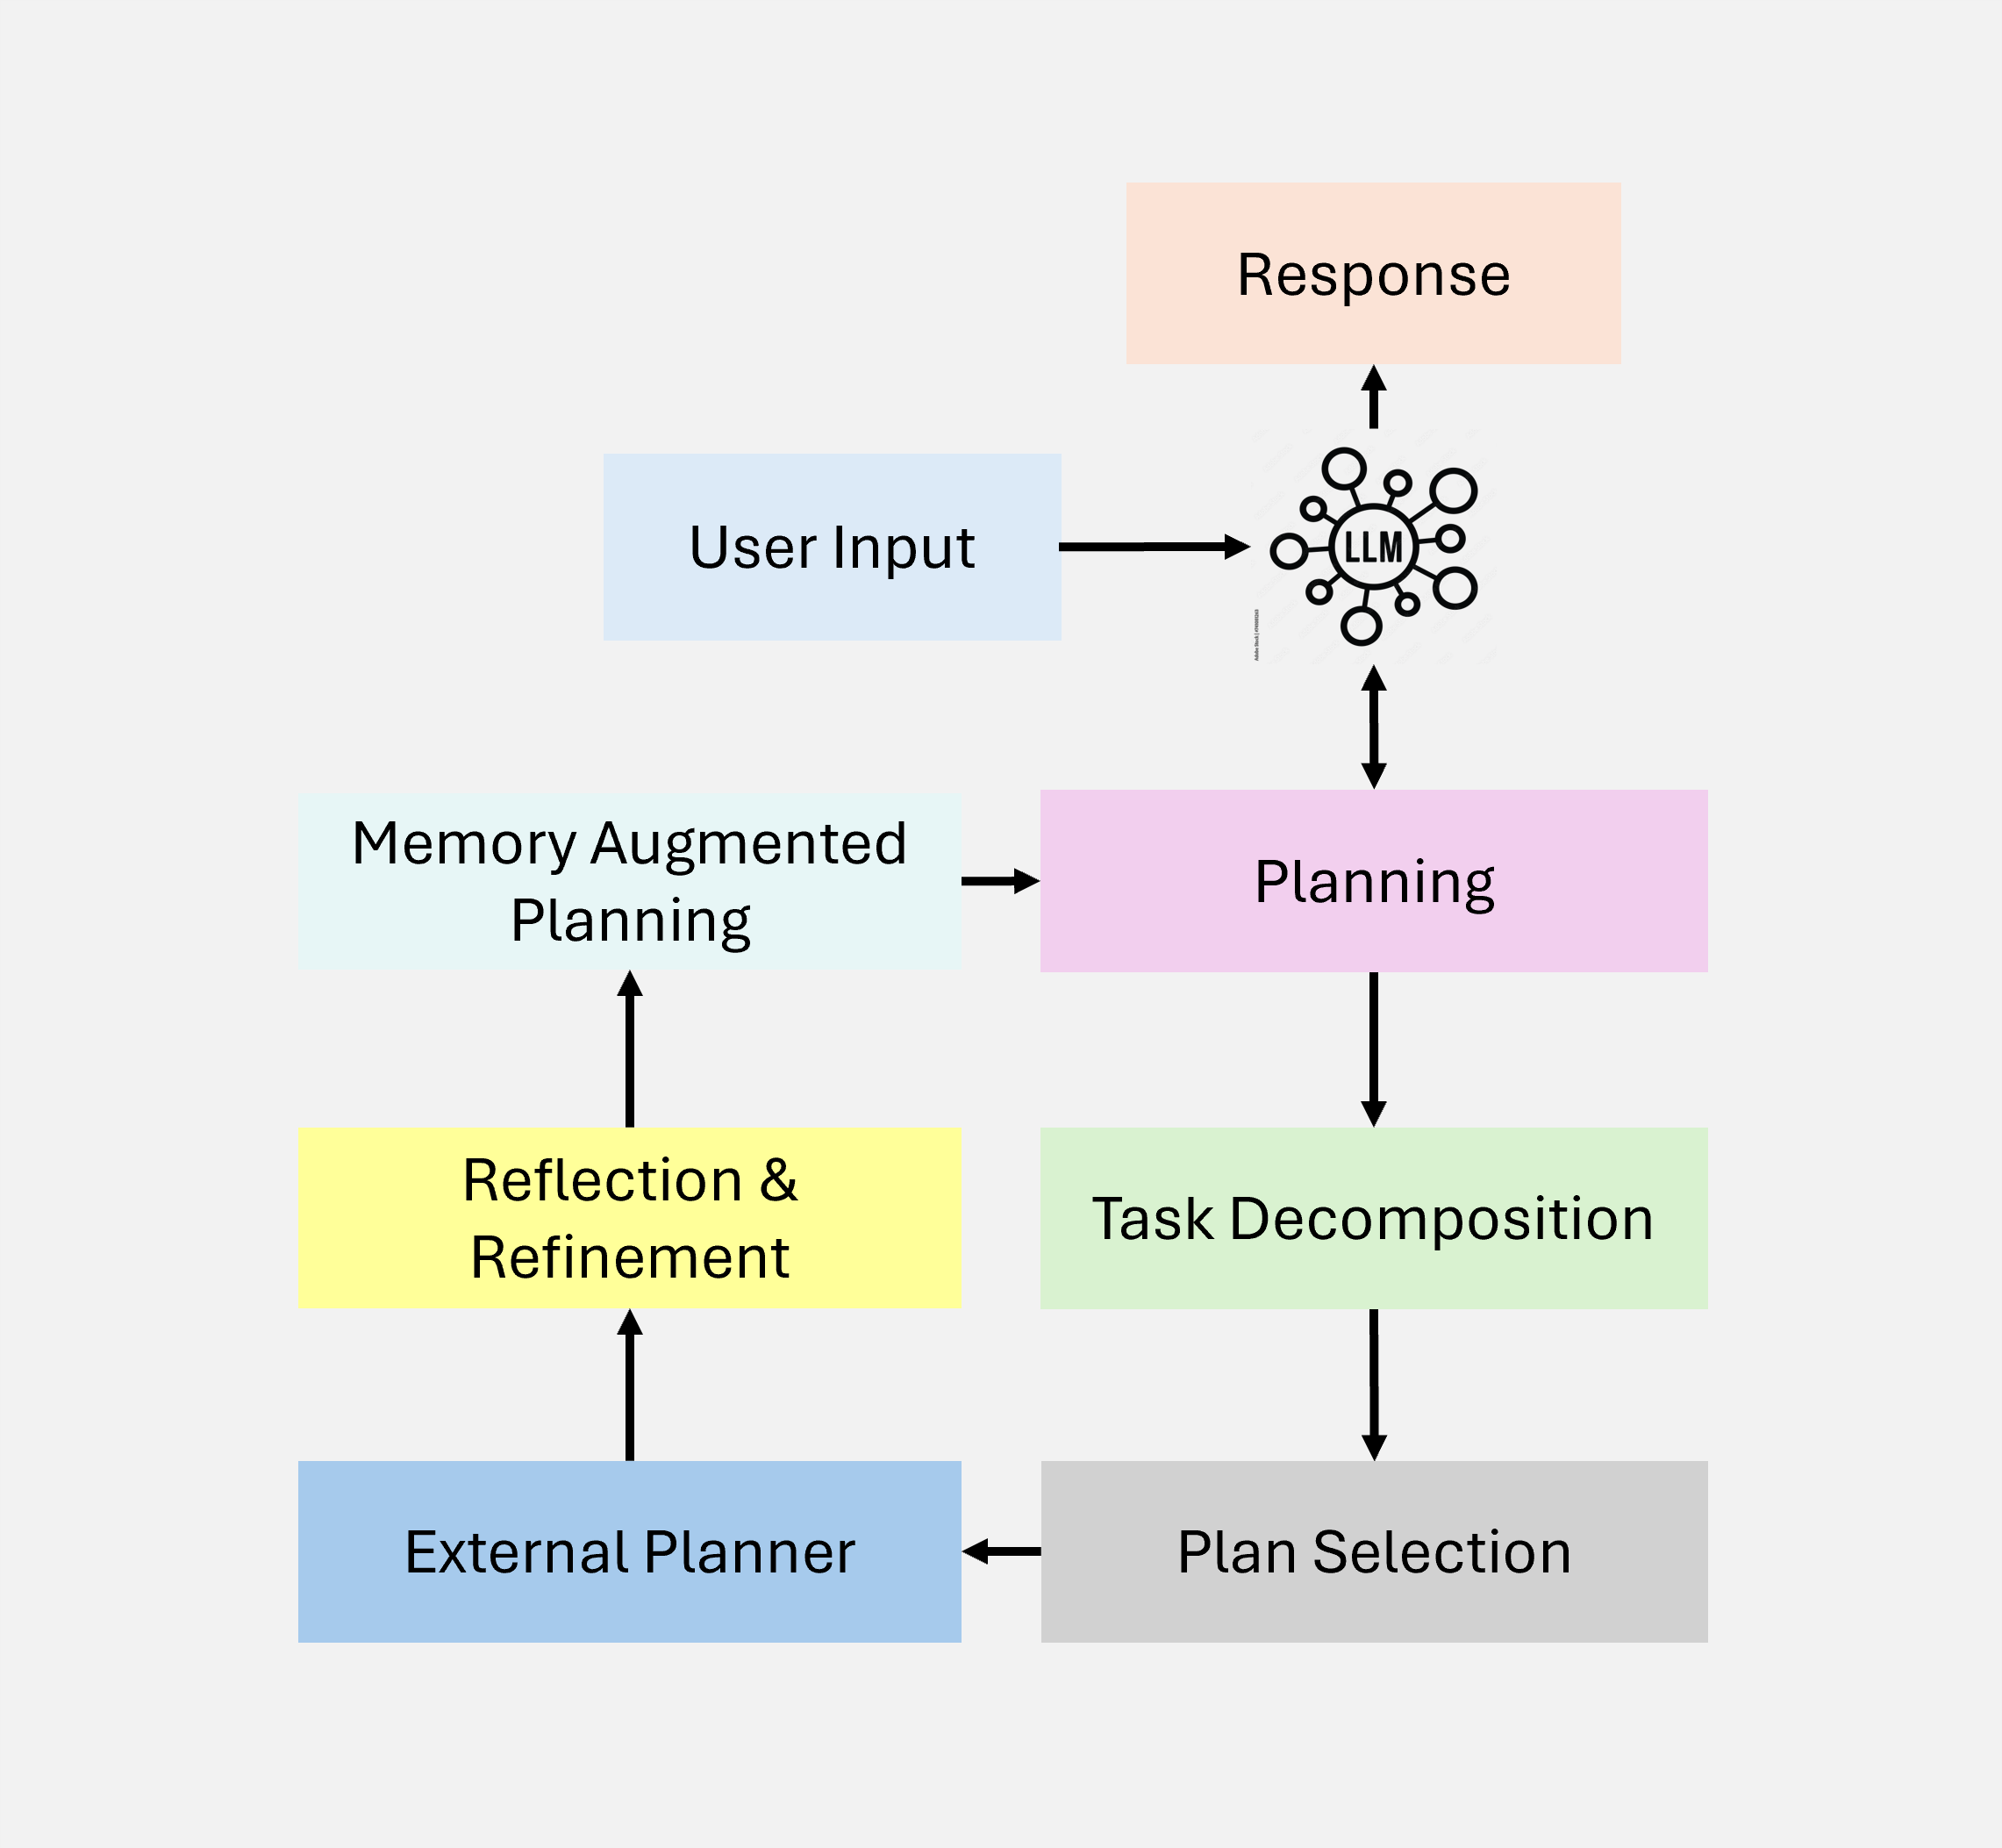 Response
User Input
LLM
Memory Augmented
Planning
Planning
Reflection &
Refinement
Task Decomposition
External Planner
Plan Selection